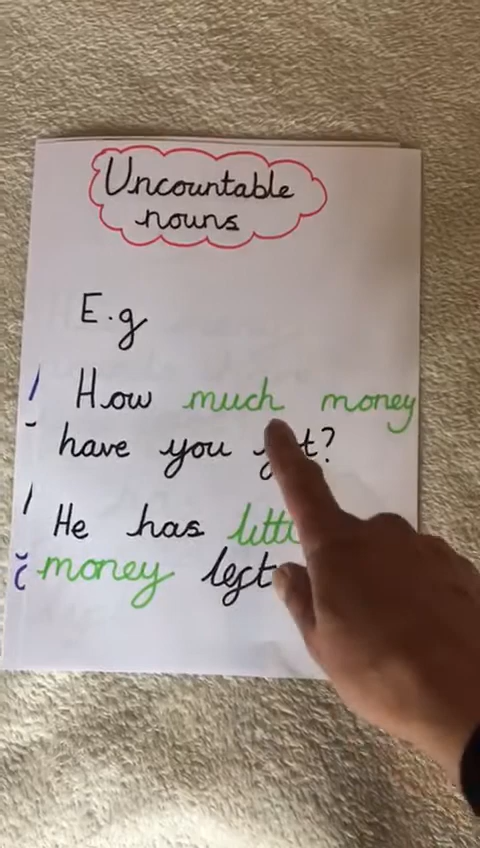 Uncountable
nouns
E.g
How much money
have you
He has
money left